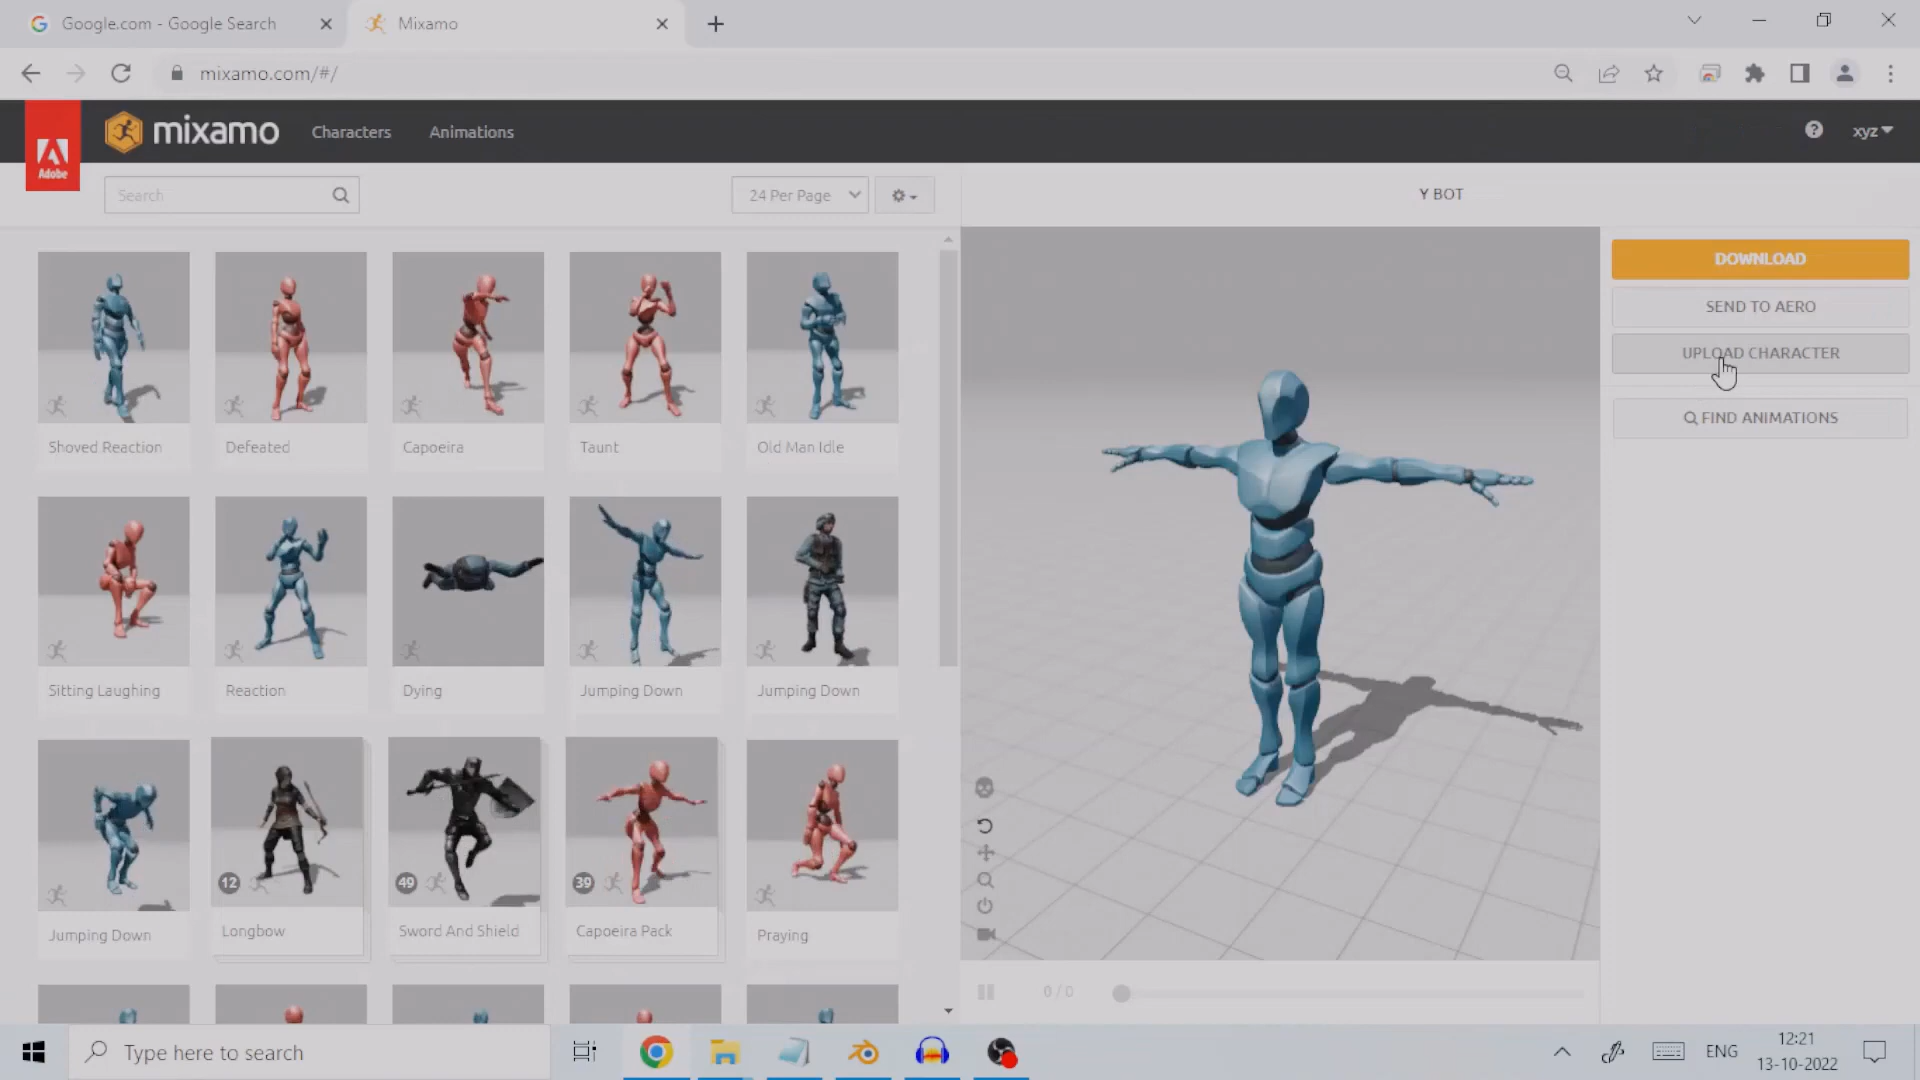 Google.com - Google Search
Mixamo
mixamo.com/#/
Adobe
mixamo
Characters
Animations
xyz
Search
24 Per Page
Y BOT
DOWNLOAD
SEND TO AERO
UPLOAD CHARACTER
FIND ANIMATIONS
Shoved Reaction
Defeated
Capoeira
Taunt
Old Man Idle
Sitting Laughing
Reaction
Dying
Jumping Down
Jumping Down
12
49
39
Jumping Down
Longbow
Sword And Shield
Capoeira Pack
Praying
0 / 0
Type here to search
ENG
12:21
13-10-2022